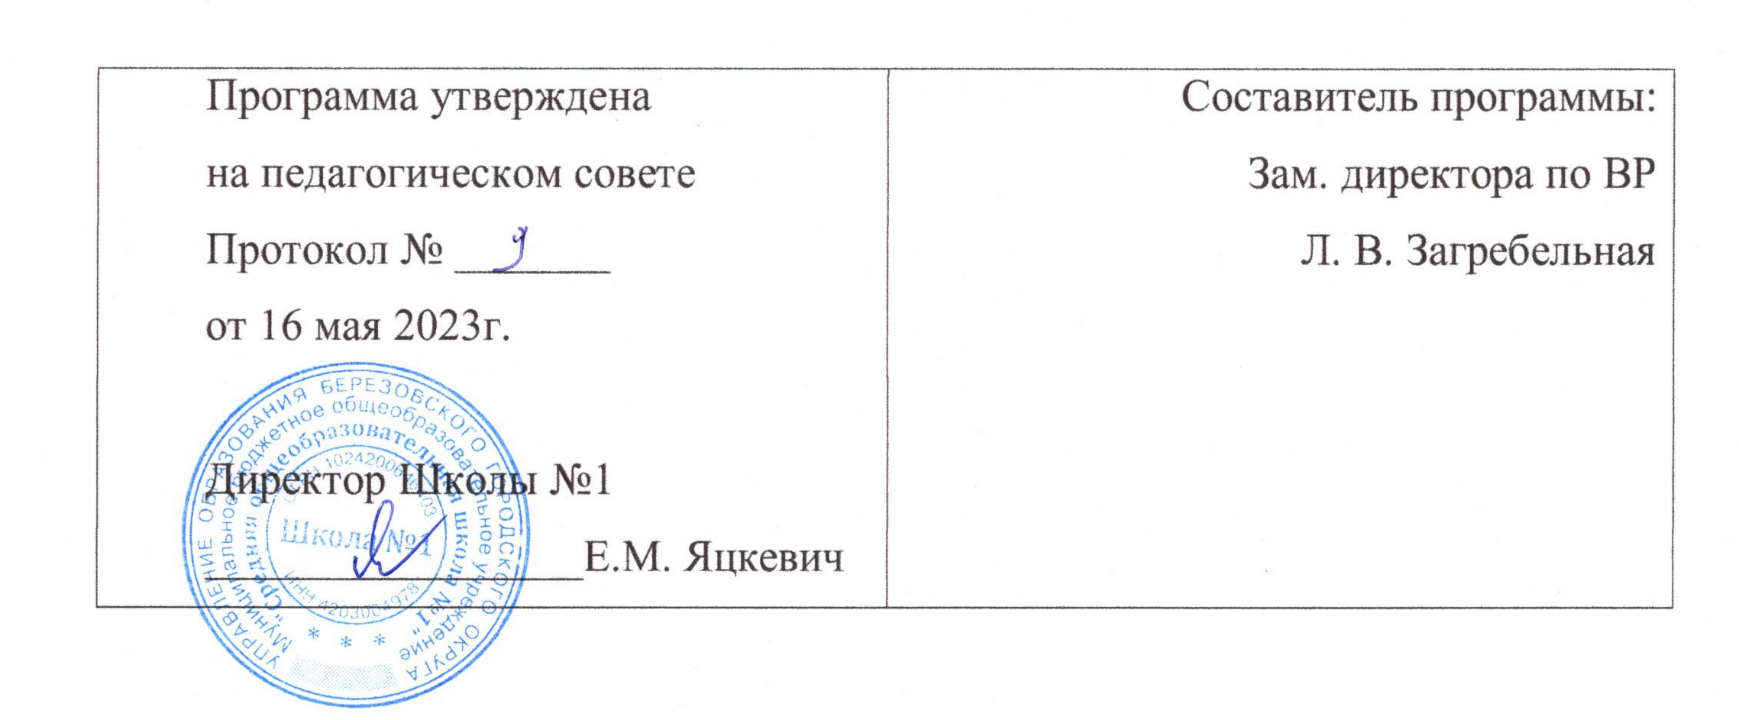 Программа утверждена
на педагогическом совете
Протокол № 9
от 16 мая 2023г.
Директор Школы №1
Е.М. Яцкевич
Составитель программы:
Зам. директора по ВР
Л. В. Загребельная
УПРАВЛЕНИЕ ОБРАЗОВАНИЯ БЕРЕЗОВСКОГО ГОРОДСКОГО ОКРУГА
Муниципальное бюджетное общеобразовательное учреждение
"Средняя общеобразовательная школа №1"
Школа №1
ИНН 4203004978
* * *